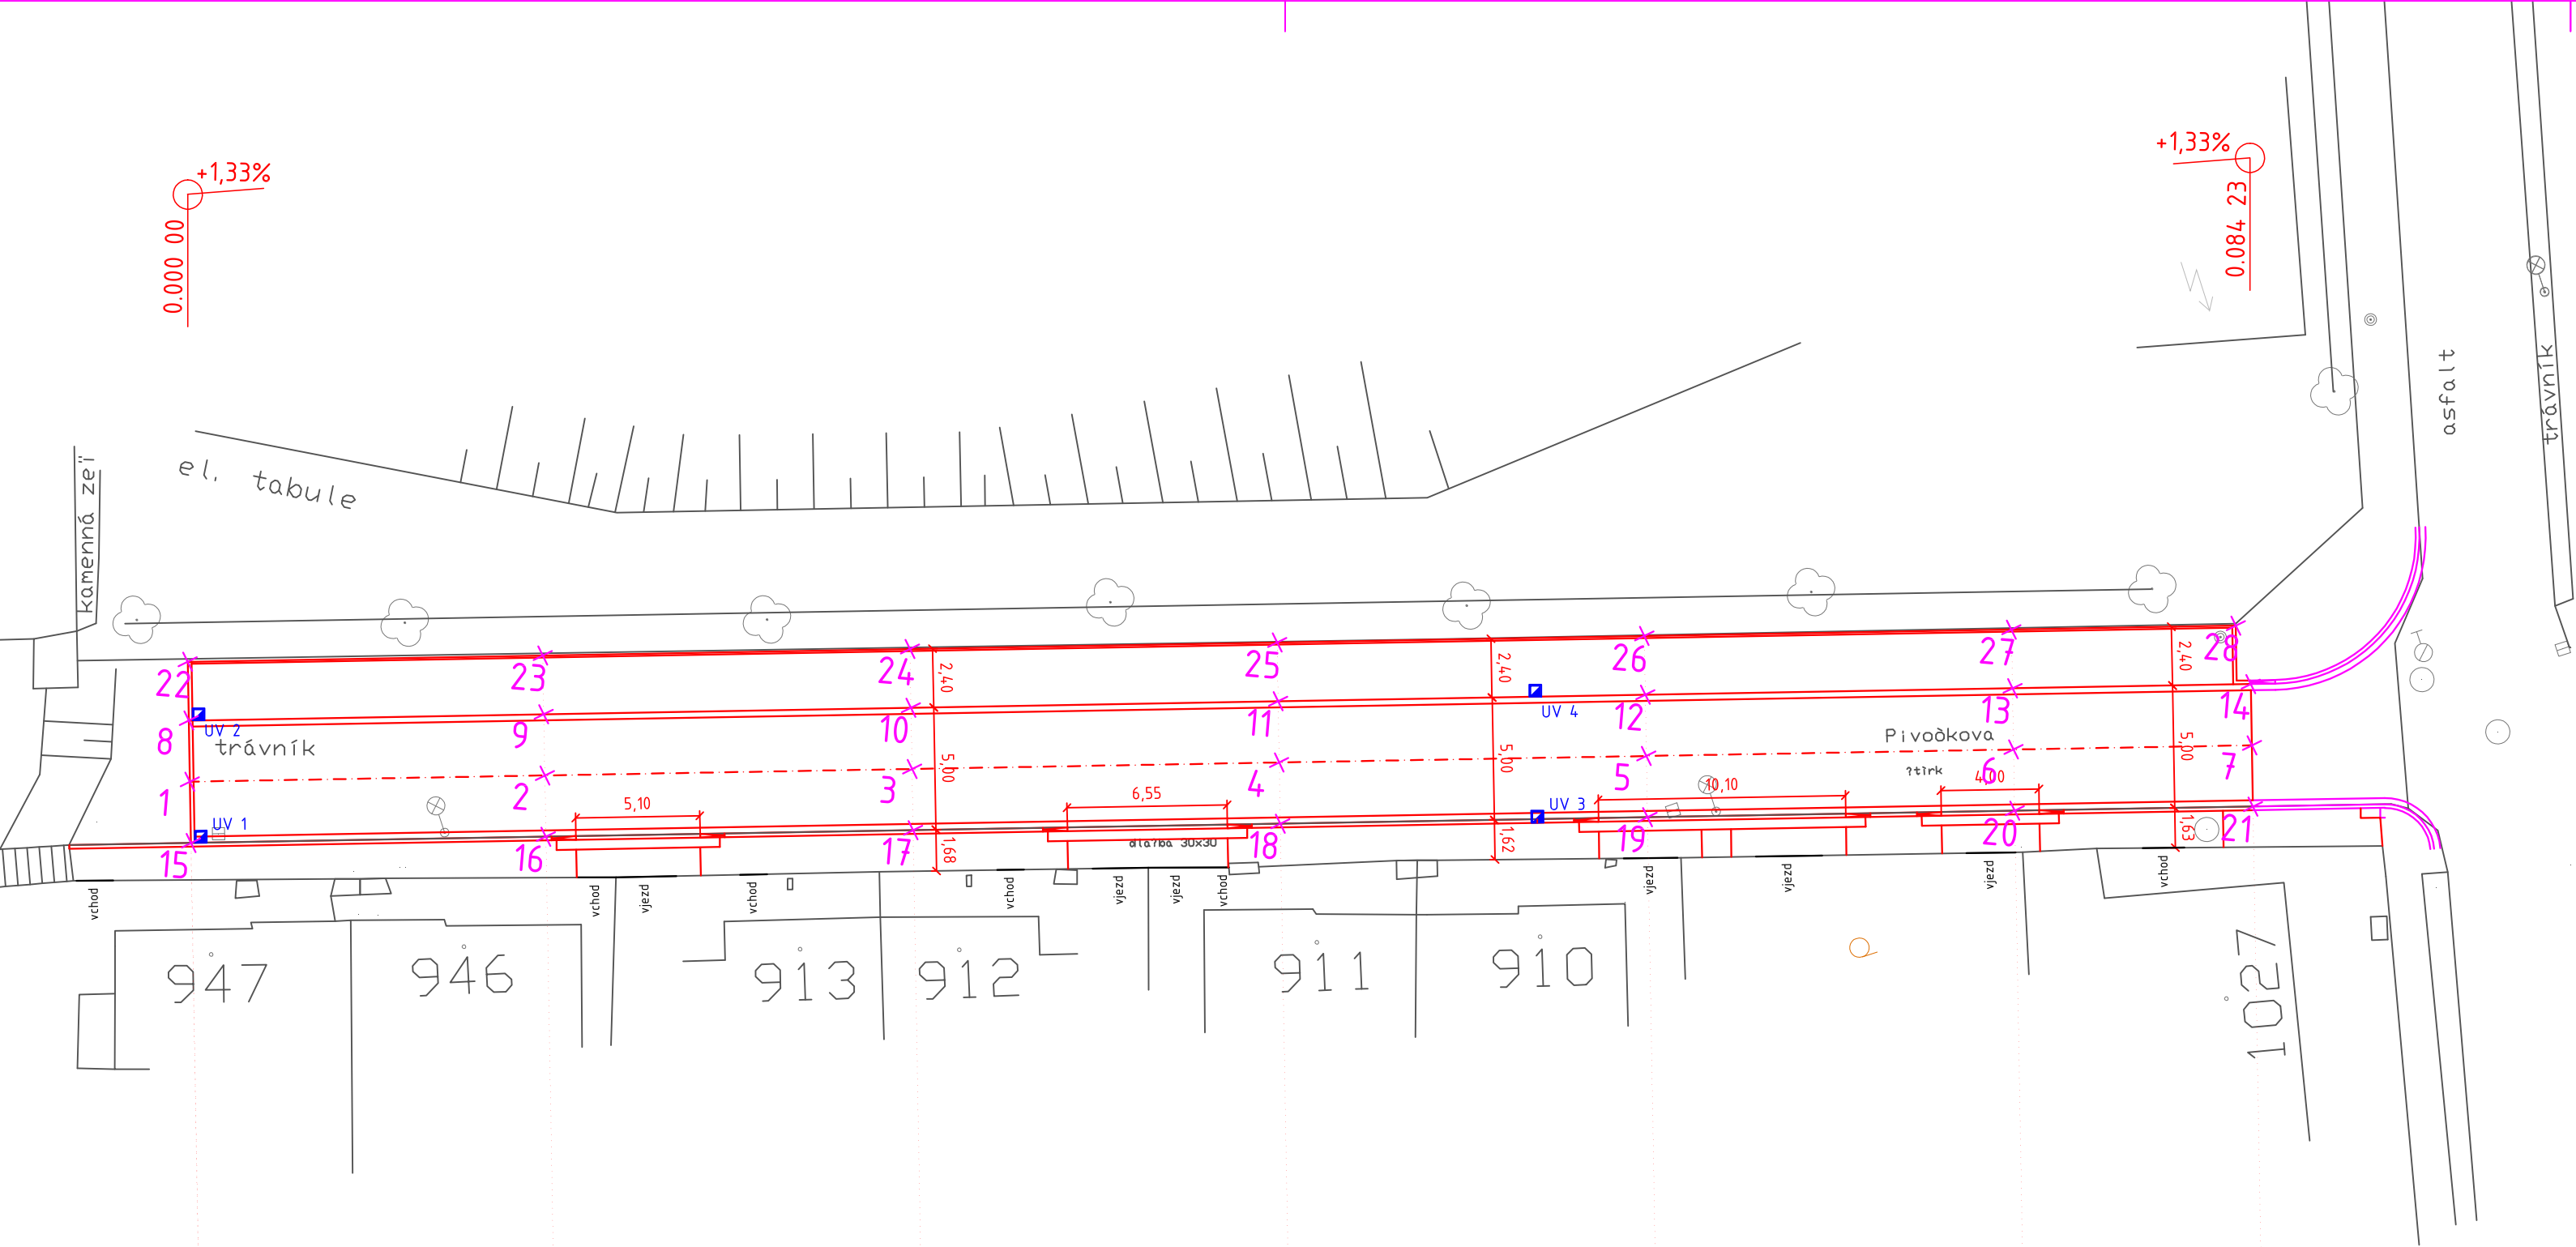 +1,33%
0.000 00
+1,33%
0.084 23
asfalt
trávník
kamenná zeï
el. tabule
22
23
24
25
26
27
28
2,40
2,40
2,40
8
UV 2
9
10
11
UV 4
12
13
14
trávník
Pivoòkova
?tìrk
1
2
3
4
5
6
7
5,00
5,00
5,00
5,10
6,55
10,10
4,00
UV 1
UV 3
15
16
17
18
19
20
21
1,68
1,62
1,63
dla?ba 30x30
vchod
vchod
vjezd
vchod
vchod
vjezd
vjezd
vchod
vjezd
vjezd
vjezd
vchod
947
946
913
912
911
910
1027